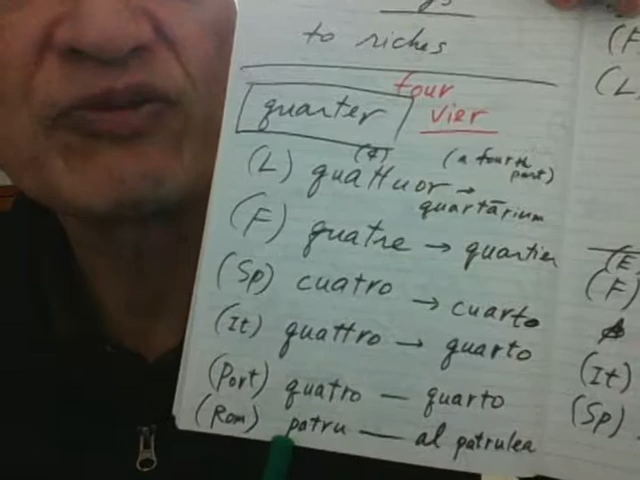 to riches
four
quarter vier
(4) (a fourth part)
(L) quattuor →
quartārium
(F) quatre → quartier
(Sp) cuatro → cuarto
(It) quattro → quarto
(Port) quatro — quarto
(Rom) patru — al patrulea
(F
(L)
(E
(F)
(It)
(Sp)